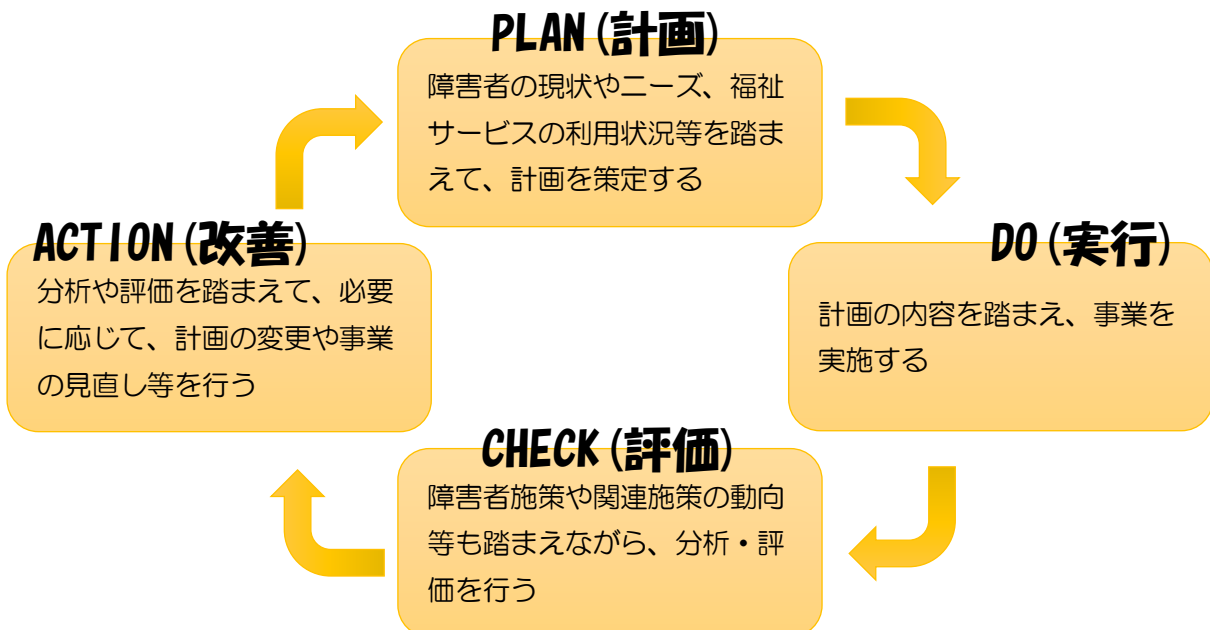 PLAN(計画)
障害者の現状やニーズ、福祉
サービスの利用状況等を踏ま
えて、計画を策定する
DO(実行)
計画の内容を踏まえ、事業を
実施する
CHECK(評価)
障害者施策や関連施策の動向
等も踏まえながら、分析・評
価を行う
ACTION(改善)
分析や評価を踏まえて、必要
に応じて、計画の変更や事業
の見直し等を行う